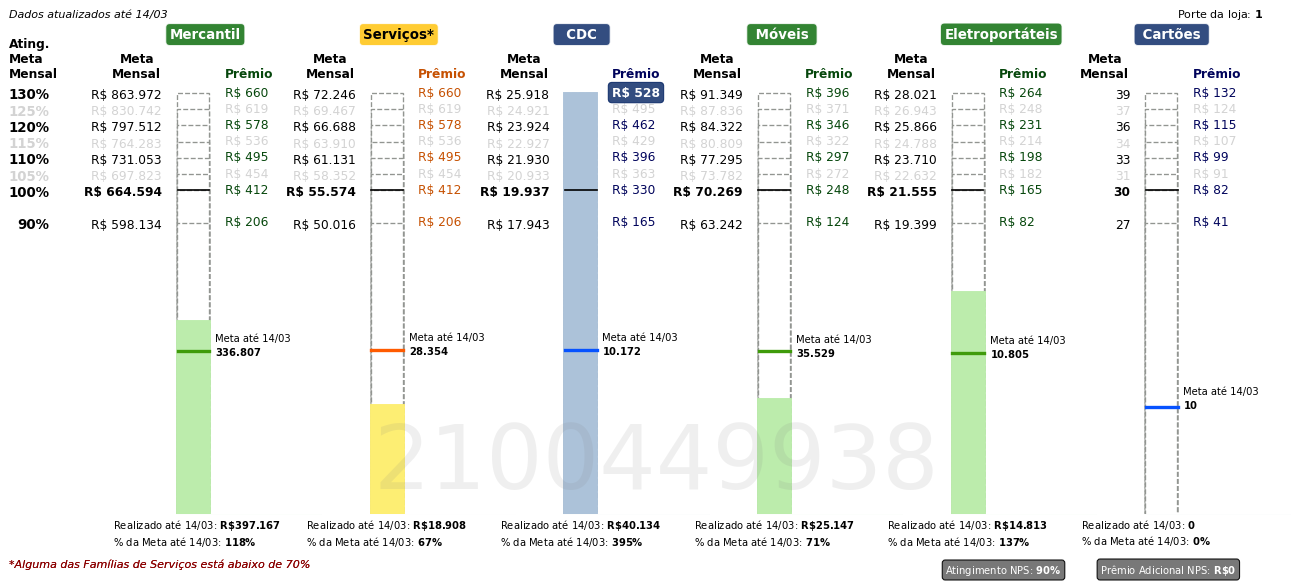 Dados atualizados até 14/03
Porte da loja: 1
Mercantil Serviços* CDC Móveis Eletroportáteis Cartões
Ating.
Meta Meta Meta Meta Meta Meta Meta
Mensal Mensal Prêmio Mensal Prêmio Mensal Prêmio Mensal Prêmio Mensal Prêmio Mensal Prêmio
130% R$ 863.972 R$ 660 R$ 72.246 R$ 660 R$ 25.918 R$ 528 R$ 91.349 R$ 396 R$ 28.021 R$ 264 39 R$ 132
125% R$ 830.742 R$ 619 R$ 69.467 R$ 619 R$ 24.921 R$ 495 R$ 87.836 R$ 371 R$ 26.943 R$ 248 37 R$ 124
120% R$ 797.512 R$ 578 R$ 66.688 R$ 578 R$ 23.924 R$ 462 R$ 84.322 R$ 346 R$ 25.866 R$ 231 36 R$ 115
115% R$ 764.283 R$ 536 R$ 63.910 R$ 536 R$ 22.927 R$ 429 R$ 80.809 R$ 322 R$ 24.788 R$ 214 34 R$ 107
110% R$ 731.053 R$ 495 R$ 61.131 R$ 495 R$ 21.930 R$ 396 R$ 77.295 R$ 297 R$ 23.710 R$ 198 33 R$ 99
105% R$ 697.823 R$ 454 R$ 58.352 R$ 454 R$ 20.933 R$ 363 R$ 73.782 R$ 272 R$ 22.632 R$ 182 31 R$ 91
100% R$ 664.594 R$ 412 R$ 55.574 R$ 412 R$ 19.937 R$ 330 R$ 70.269 R$ 248 R$ 21.555 R$ 165 30 R$ 82
90% R$ 598.134 R$ 206 R$ 50.016 R$ 206 R$ 17.943 R$ 165 R$ 63.242 R$ 124 R$ 19.399 R$ 82 27 R$ 41
Meta até 14/03 Meta até 14/03 Meta até 14/03 Meta até 14/03 Meta até 14/03
336.807 28.354 10.172 35.529 10.805
Meta até 14/03
10
2100449938
Realizado até 14/03: R$397.167 Realizado até 14/03: R$18.908 Realizado até 14/03: R$40.134 Realizado até 14/03: R$25.147 Realizado até 14/03: R$14.813 Realizado até 14/03: 0
% da Meta até 14/03: 118% % da Meta até 14/03: 67% % da Meta até 14/03: 395% % da Meta até 14/03: 71% % da Meta até 14/03: 137% % da Meta até 14/03: 0%
*Alguma das Famílias de Serviços está abaixo de 70%
Atingimento NPS: 90% Prêmio Adicional NPS: R$0